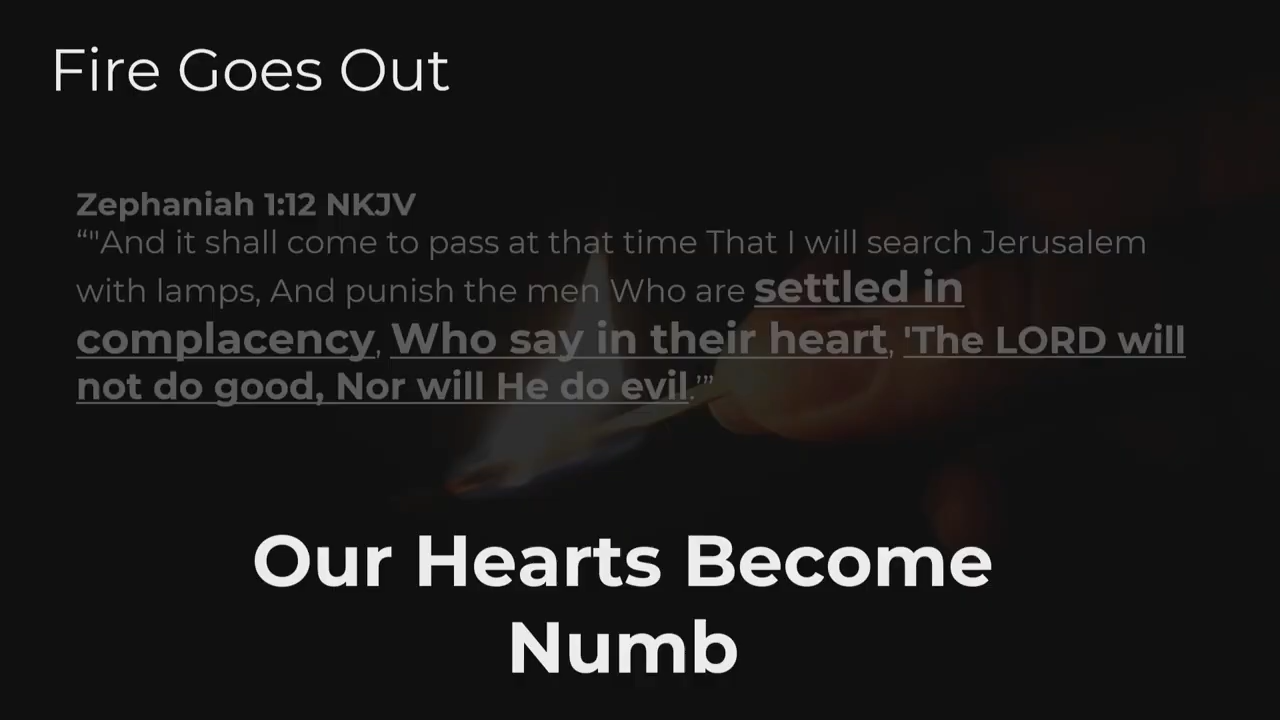 Fire Goes Out
Zephaniah 1:12 NKJV
“"And it shall come to pass at that time That I will search Jerusalem
with lamps, And punish the men Who are settled in
complacency, Who say in their heart, 'The LORD will
not do good, Nor will He do evil.’”
Our Hearts Become
Numb